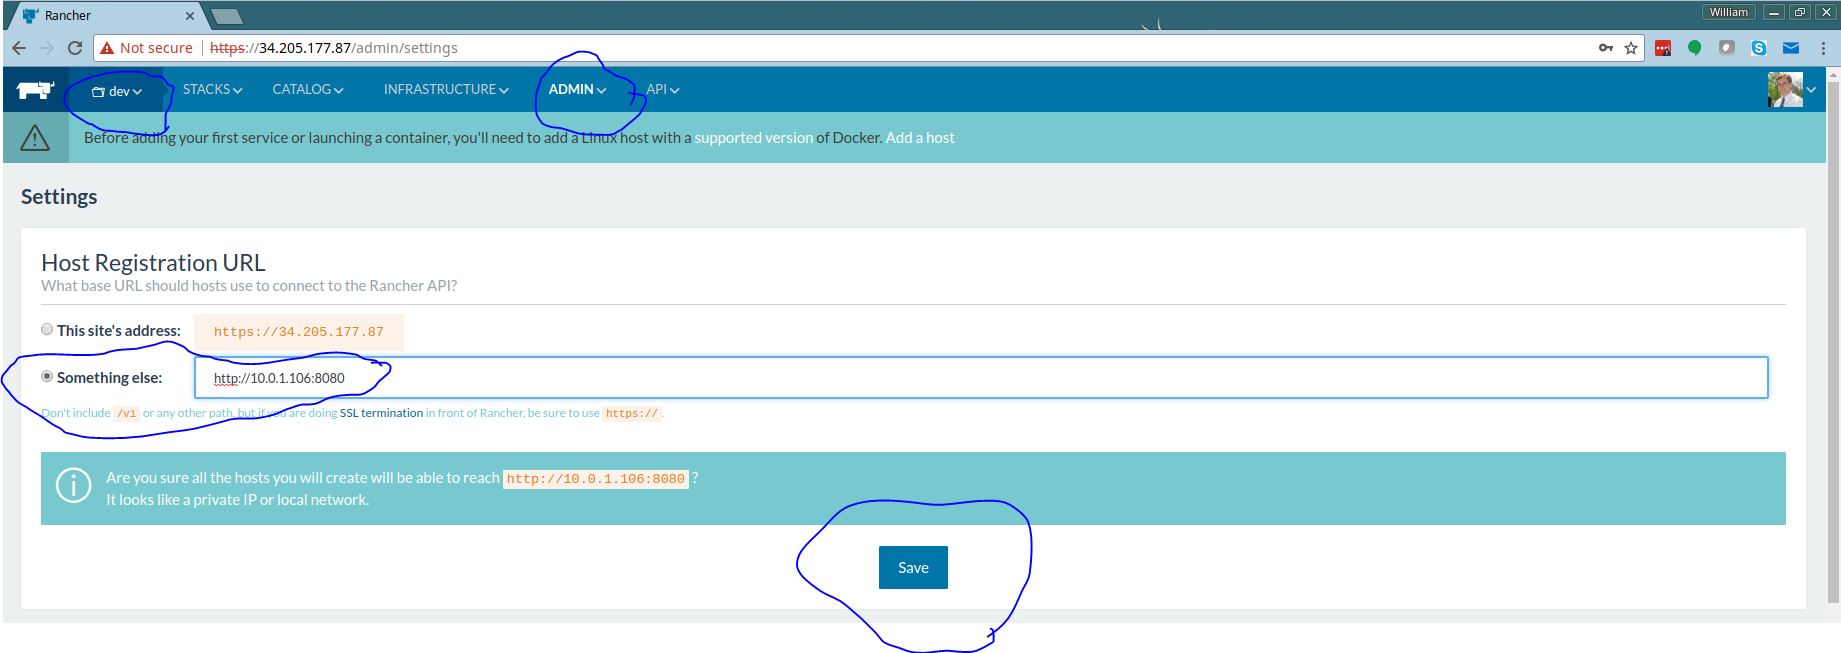 Rancher
William
Not secure https://34.205.177.87/admin/settings
dev STACKS CATALOG INFRASTRUCTURE ADMIN API
Before adding your first service or launching a container, you'll need to add a Linux host with a supported version of Docker. Add a host
Settings
Host Registration URL
What base URL should hosts use to connect to the Rancher API?
This site's address: https://34.205.177.87
Something else: http://10.0.1.106:8080
Don't include /v1 or any other path, but if you are doing SSL termination in front of Rancher, be sure to use https:// .
Are you sure all the hosts you will create will be able to reach http://10.0.1.106:8080 ?
It looks like a private IP or local network.
Save